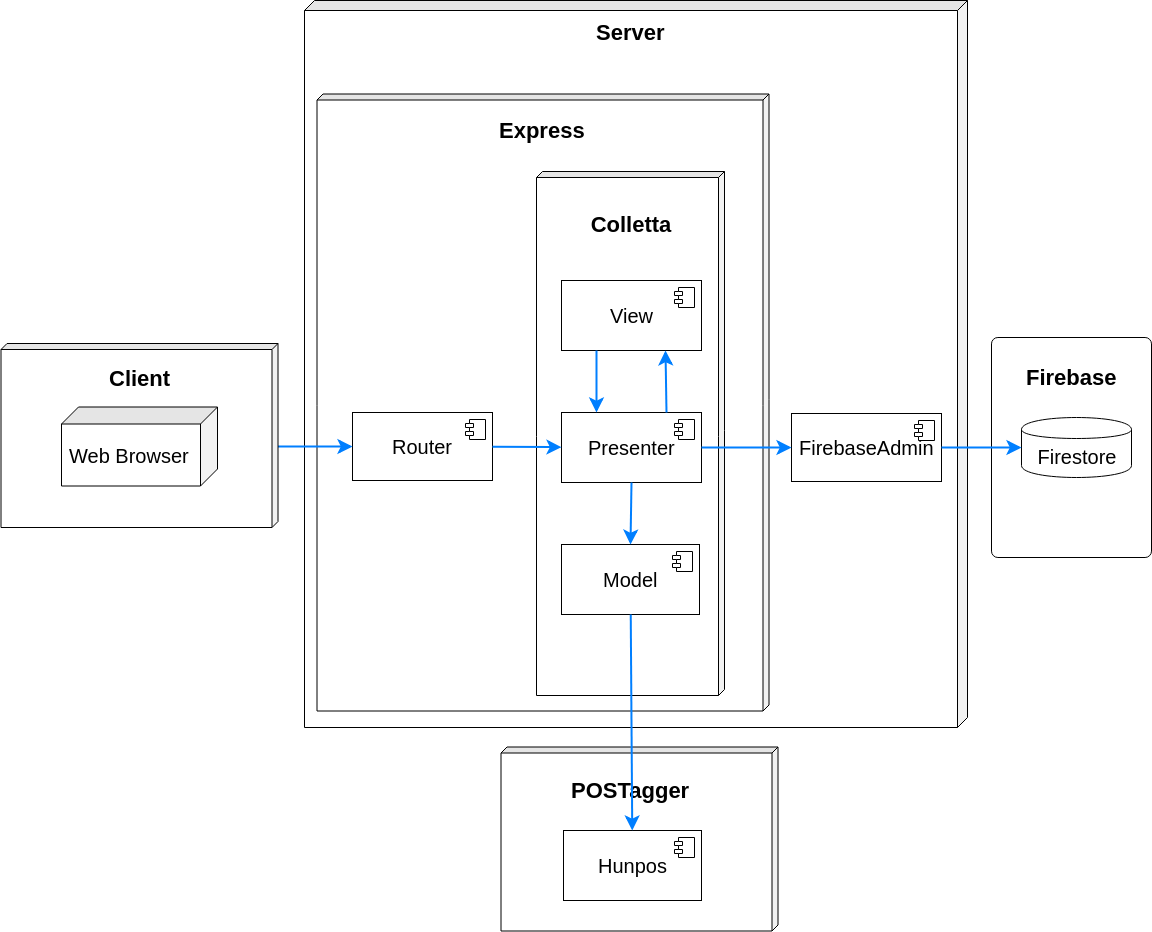 Server
Express
Colletta
View
Client
Web Browser
Router
Presenter
FirebaseAdmin
Firebase
Firestore
Model
POSTagger
Hunpos